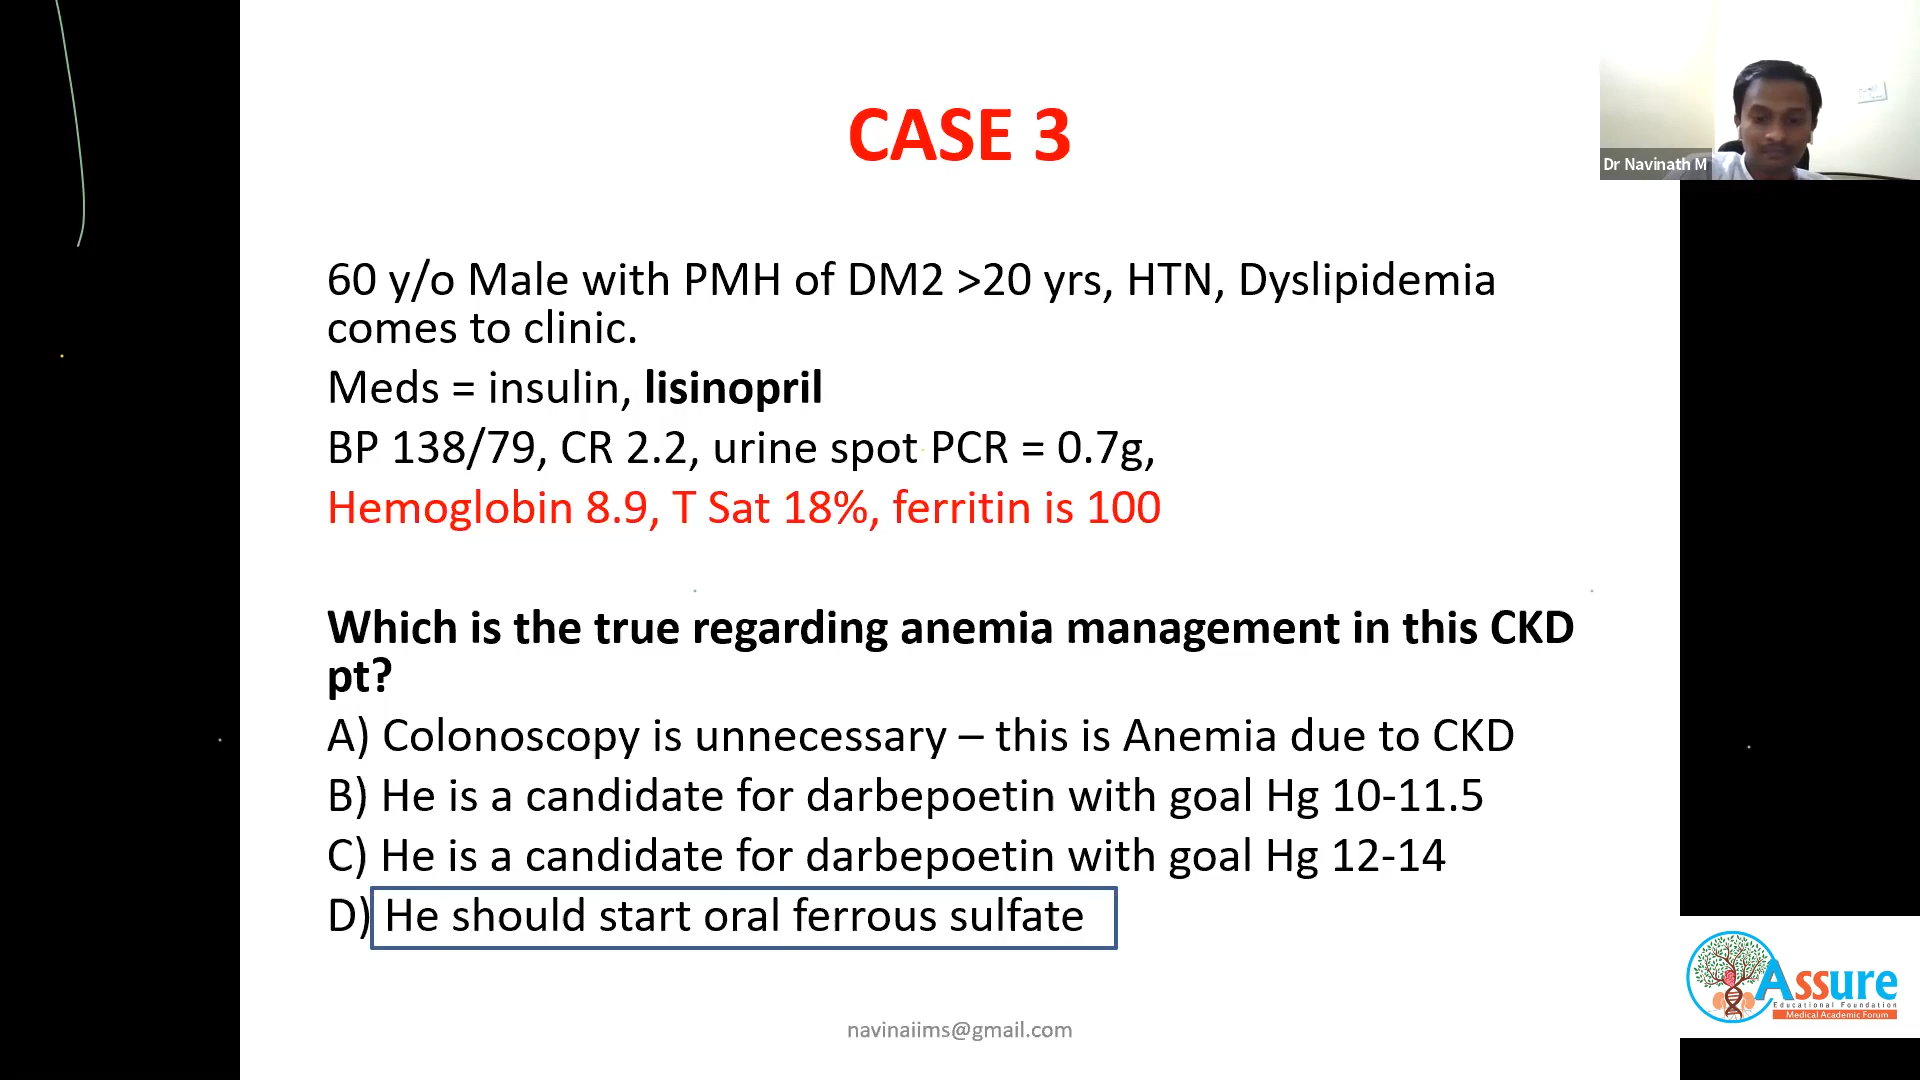 CASE 3
Dr Navinath M
60 y/o Male with PMH of DM2 >20 yrs, HTN, Dyslipidemia
comes to clinic.
Meds = insulin, lisinopril
BP 138/79, CR 2.2, urine spot PCR = 0.7g,
Hemoglobin 8.9, T Sat 18%, ferritin is 100
Which is the true regarding anemia management in this CKD
pt?
A) Colonoscopy is unnecessary – this is Anemia due to CKD
B) He is a candidate for darbepoetin with goal Hg 10-11.5
C) He is a candidate for darbepoetin with goal Hg 12-14
D) He should start oral ferrous sulfate
Assure
Educational Foundation
Medical Academic Forum
navinaiims@gmail.com